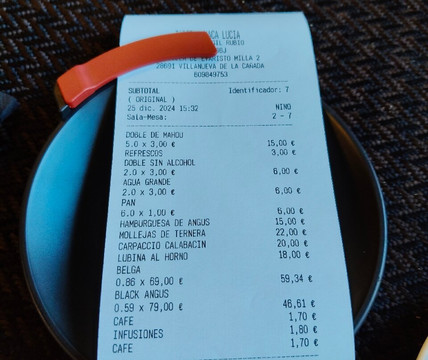 LUCIA
RUBIO
EVARISTO MILLA 2
28691 VILLANUEVA DE LA CAÑADA
609849753
SUBTOTAL Identificador: 7
( ORIGINAL )
25 dic. 2024 15:32 NINO
Sala-Mesa: 2 - 7
DOBLE DE MAHOU
5.0 x 3,00 € 15,00 €
REFRESCOS 3,00 €
DOBLE SIN ALCOHOL
2.0 x 3,00 € 6,00 €
AGUA GRANDE
2.0 x 3,00 € 6,00 €
PAN
6.0 x 1,00 € 6,00 €
HAMBURGUESA DE ANGUS 15,00 €
MOLLEJAS DE TERNERA 22,00 €
CARPACCIO CALABACIN 20,00 €
LUBINA AL HORNO 18,00 €
BELGA
0.86 x 69,00 € 59,34 €
BLACK ANGUS
0.59 x 79,00 € 46,61 €
CAFE 1,70 €
INFUSIONES 1,80 €
CAFE 1,70 €